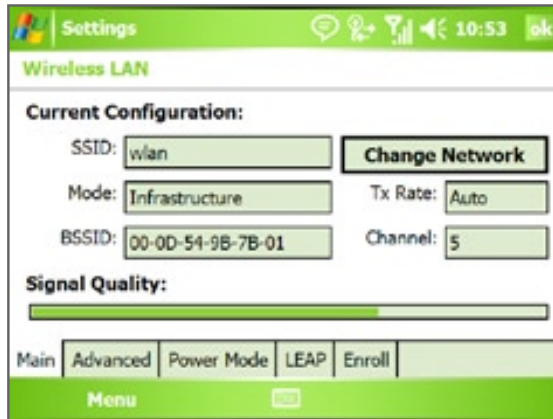 Settings 10:53 ok
Wireless LAN
Current Configuration:
SSID: wlan Change Network
Mode: Infrastructure Tx Rate: Auto
BSSID: 00-0D-54-9B-7B-01 Channel: 5
Signal Quality:
Main Advanced Power Mode LEAP Enroll
Menu